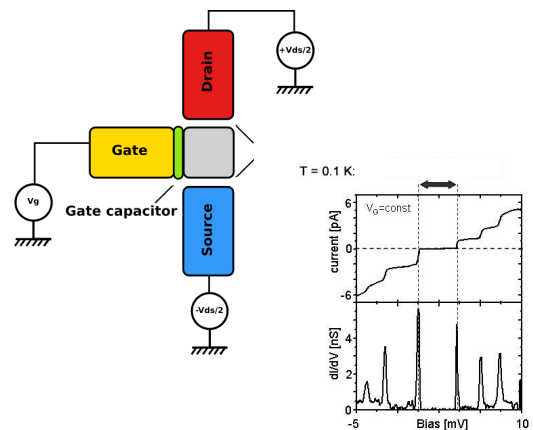 +Vds/2
Drain
Gate
Vg
Gate capacitor
Source
-Vds/2
T = 0.1 K:
V_G=const
current [pA]
6
0
-6
dI/dV [nS]
4
2
0
-5
Bias [mV]
10